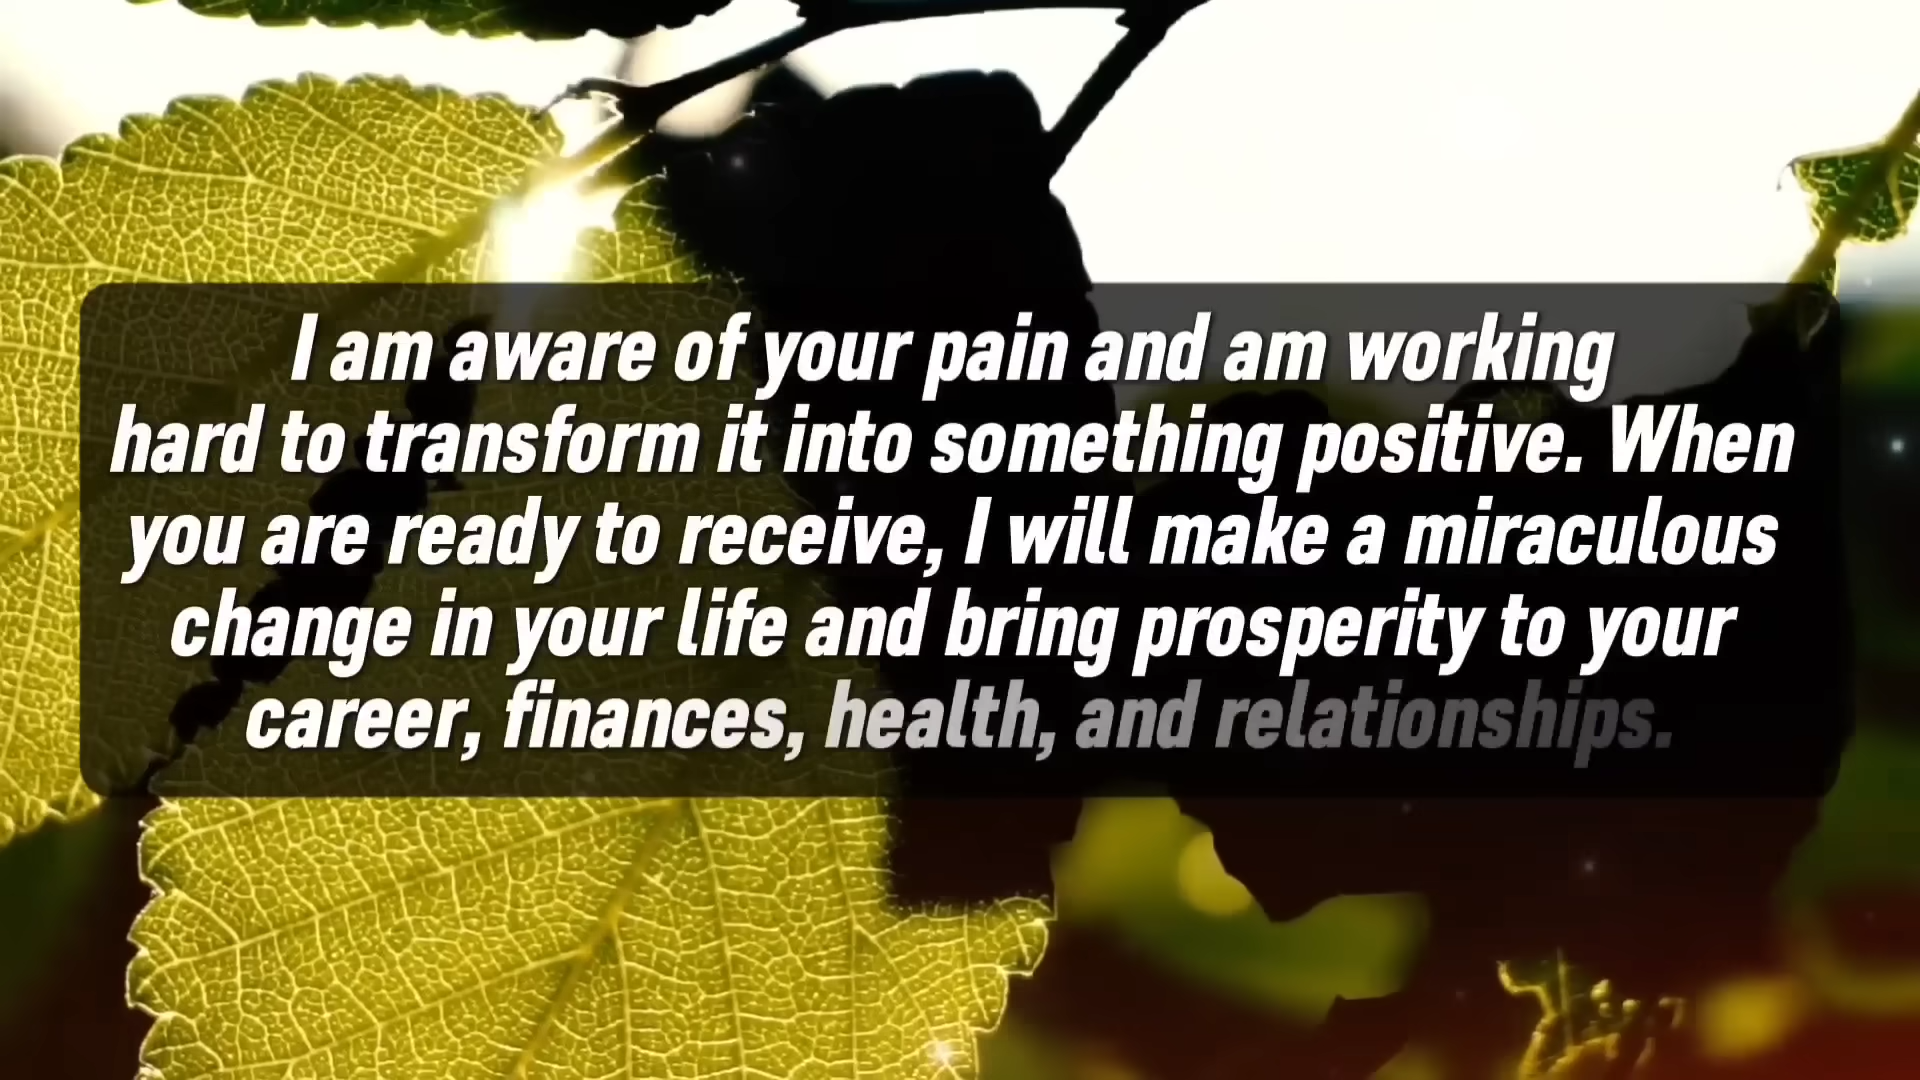 I am aware of your pain and am working
hard to transform it into something positive. When
you are ready to receive, I will make a miraculous
change in your life and bring prosperity to your
career, finances, health, and relationships.